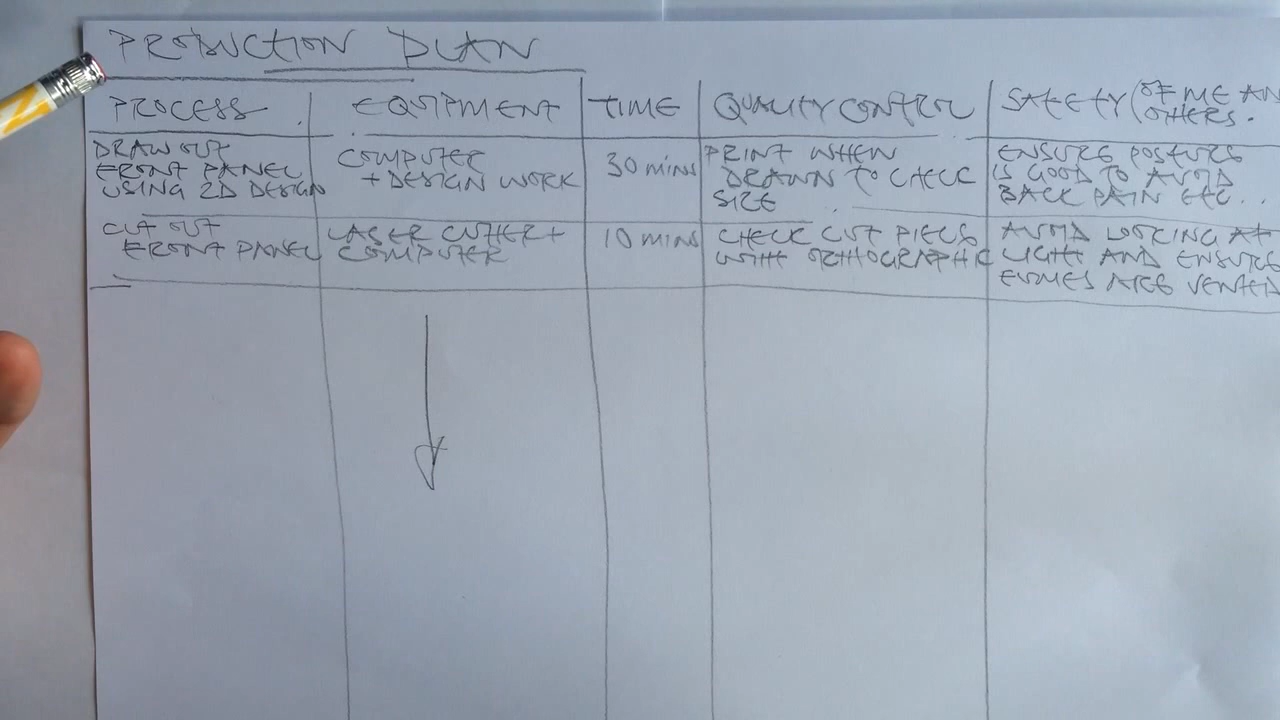 PRODUCTION PLAN
PROCESS
EQUIPMENT
TIME
QUALITY CONTROL
SAFETY (OF ME AN
OTHERS.
DRAW OUT
FRONT PANEL
USING 2D DESIGN
COMPUTER
+ DESIGN WORK
30 MINS
PRINT WHEN
DRAWN TO CHECK
SIZE
ENSURE POSTURE
IS GOOD TO AVOID
BACK PAIN ETC...
CUT OUT
FRONT PANEL
LASER CUTTER +
COMPUTER
10 MINS
CHECK CUT PIECE
WITH ORTHOGRAPHIC
AVOID LOOKING AT
LIGHT AND ENSURE
FUMES ARE VENTED